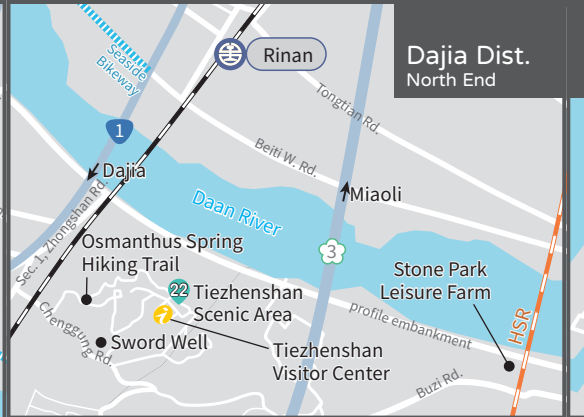 Dajia Dist.
North End
Rinan
Seaside
Bikeway
Tongtian Rd.
1
Beiti W. Rd.
Dajia
Miaoli
Sec. 1, Zhongshan Rd.
Daan River
3
Osmanthus Spring
Hiking Trail
22
Tiezhenshan
Scenic Area
Stone Park
Leisure Farm
profile embankment
HSR
Chenggung Rd.
Sword Well
Tiezhenshan
Visitor Center
Buzi Rd.